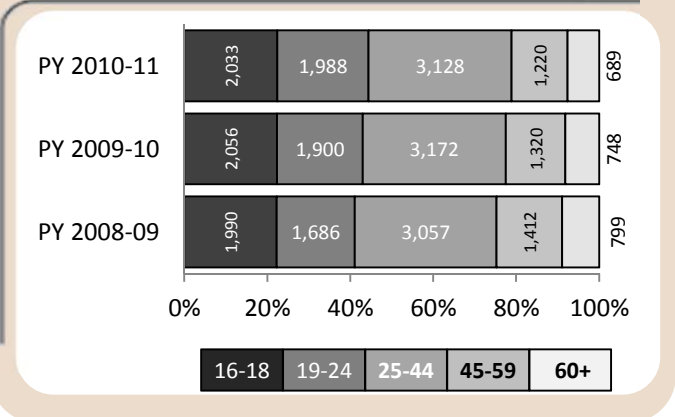 PY 2010-11 2,033 1,988 3,128 1,220 689
PY 2009-10 2,056 1,900 3,172 1,320 748
PY 2008-09 1,990 1,686 3,057 1,412 799
0% 20% 40% 60% 80% 100%
16-18 19-24 25-44 45-59 60+